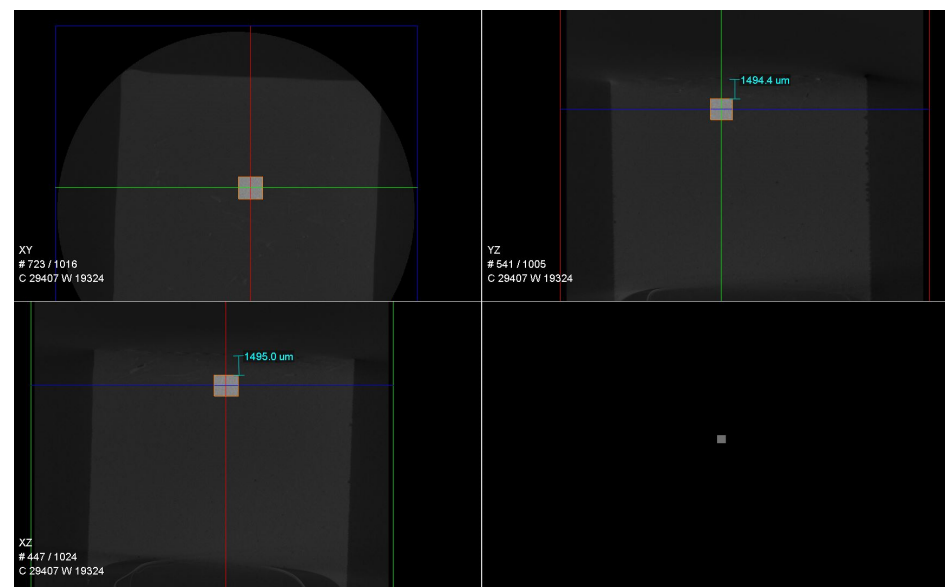 1494.4 um
XY
# 723 / 1016
C 29407 W 19324
YZ
# 541 / 1005
C 29407 W 19324
1495.0 um
XZ
# 447 / 1024
C 29407 W 19324